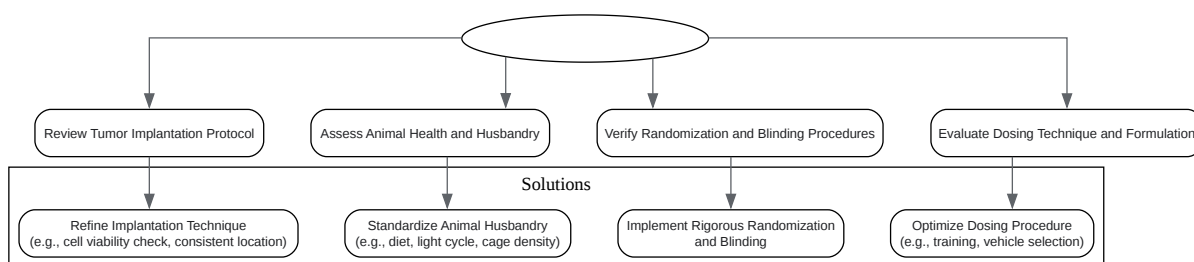 Review Tumor Implantation Protocol
Assess Animal Health and Husbandry
Verify Randomization and Blinding Procedures
Evaluate Dosing Technique and Formulation
Solutions
Refine Implantation Technique
(e.g., cell viability check, consistent location)
Standardize Animal Husbandry
(e.g., diet, light cycle, cage density)
Implement Rigorous Randomization
and Blinding
Optimize Dosing Procedure
(e.g., training, vehicle selection)